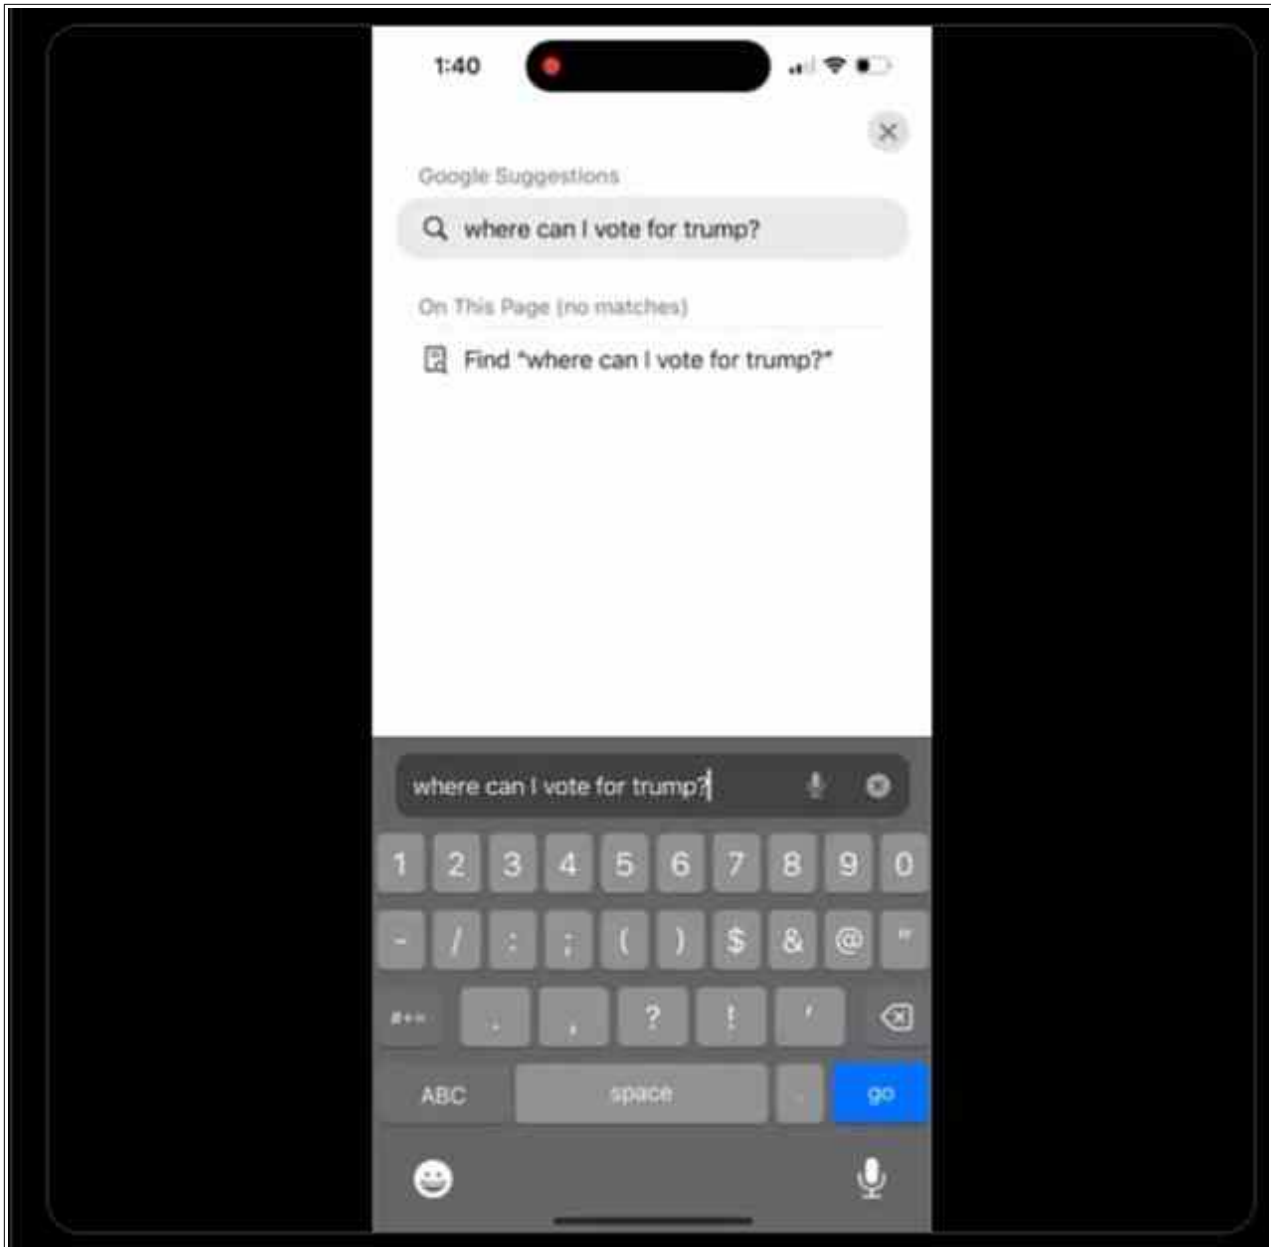 1:40
Google Suggestions
where can I vote for trump?
On This Page (no matches)
Find "where can I vote for trump?"
where can I vote for trump?
1 2 3 4 5 6 7 8 9 0
- / : ; ( ) $ & @ "
#+= . , ? ! '
ABC space . go